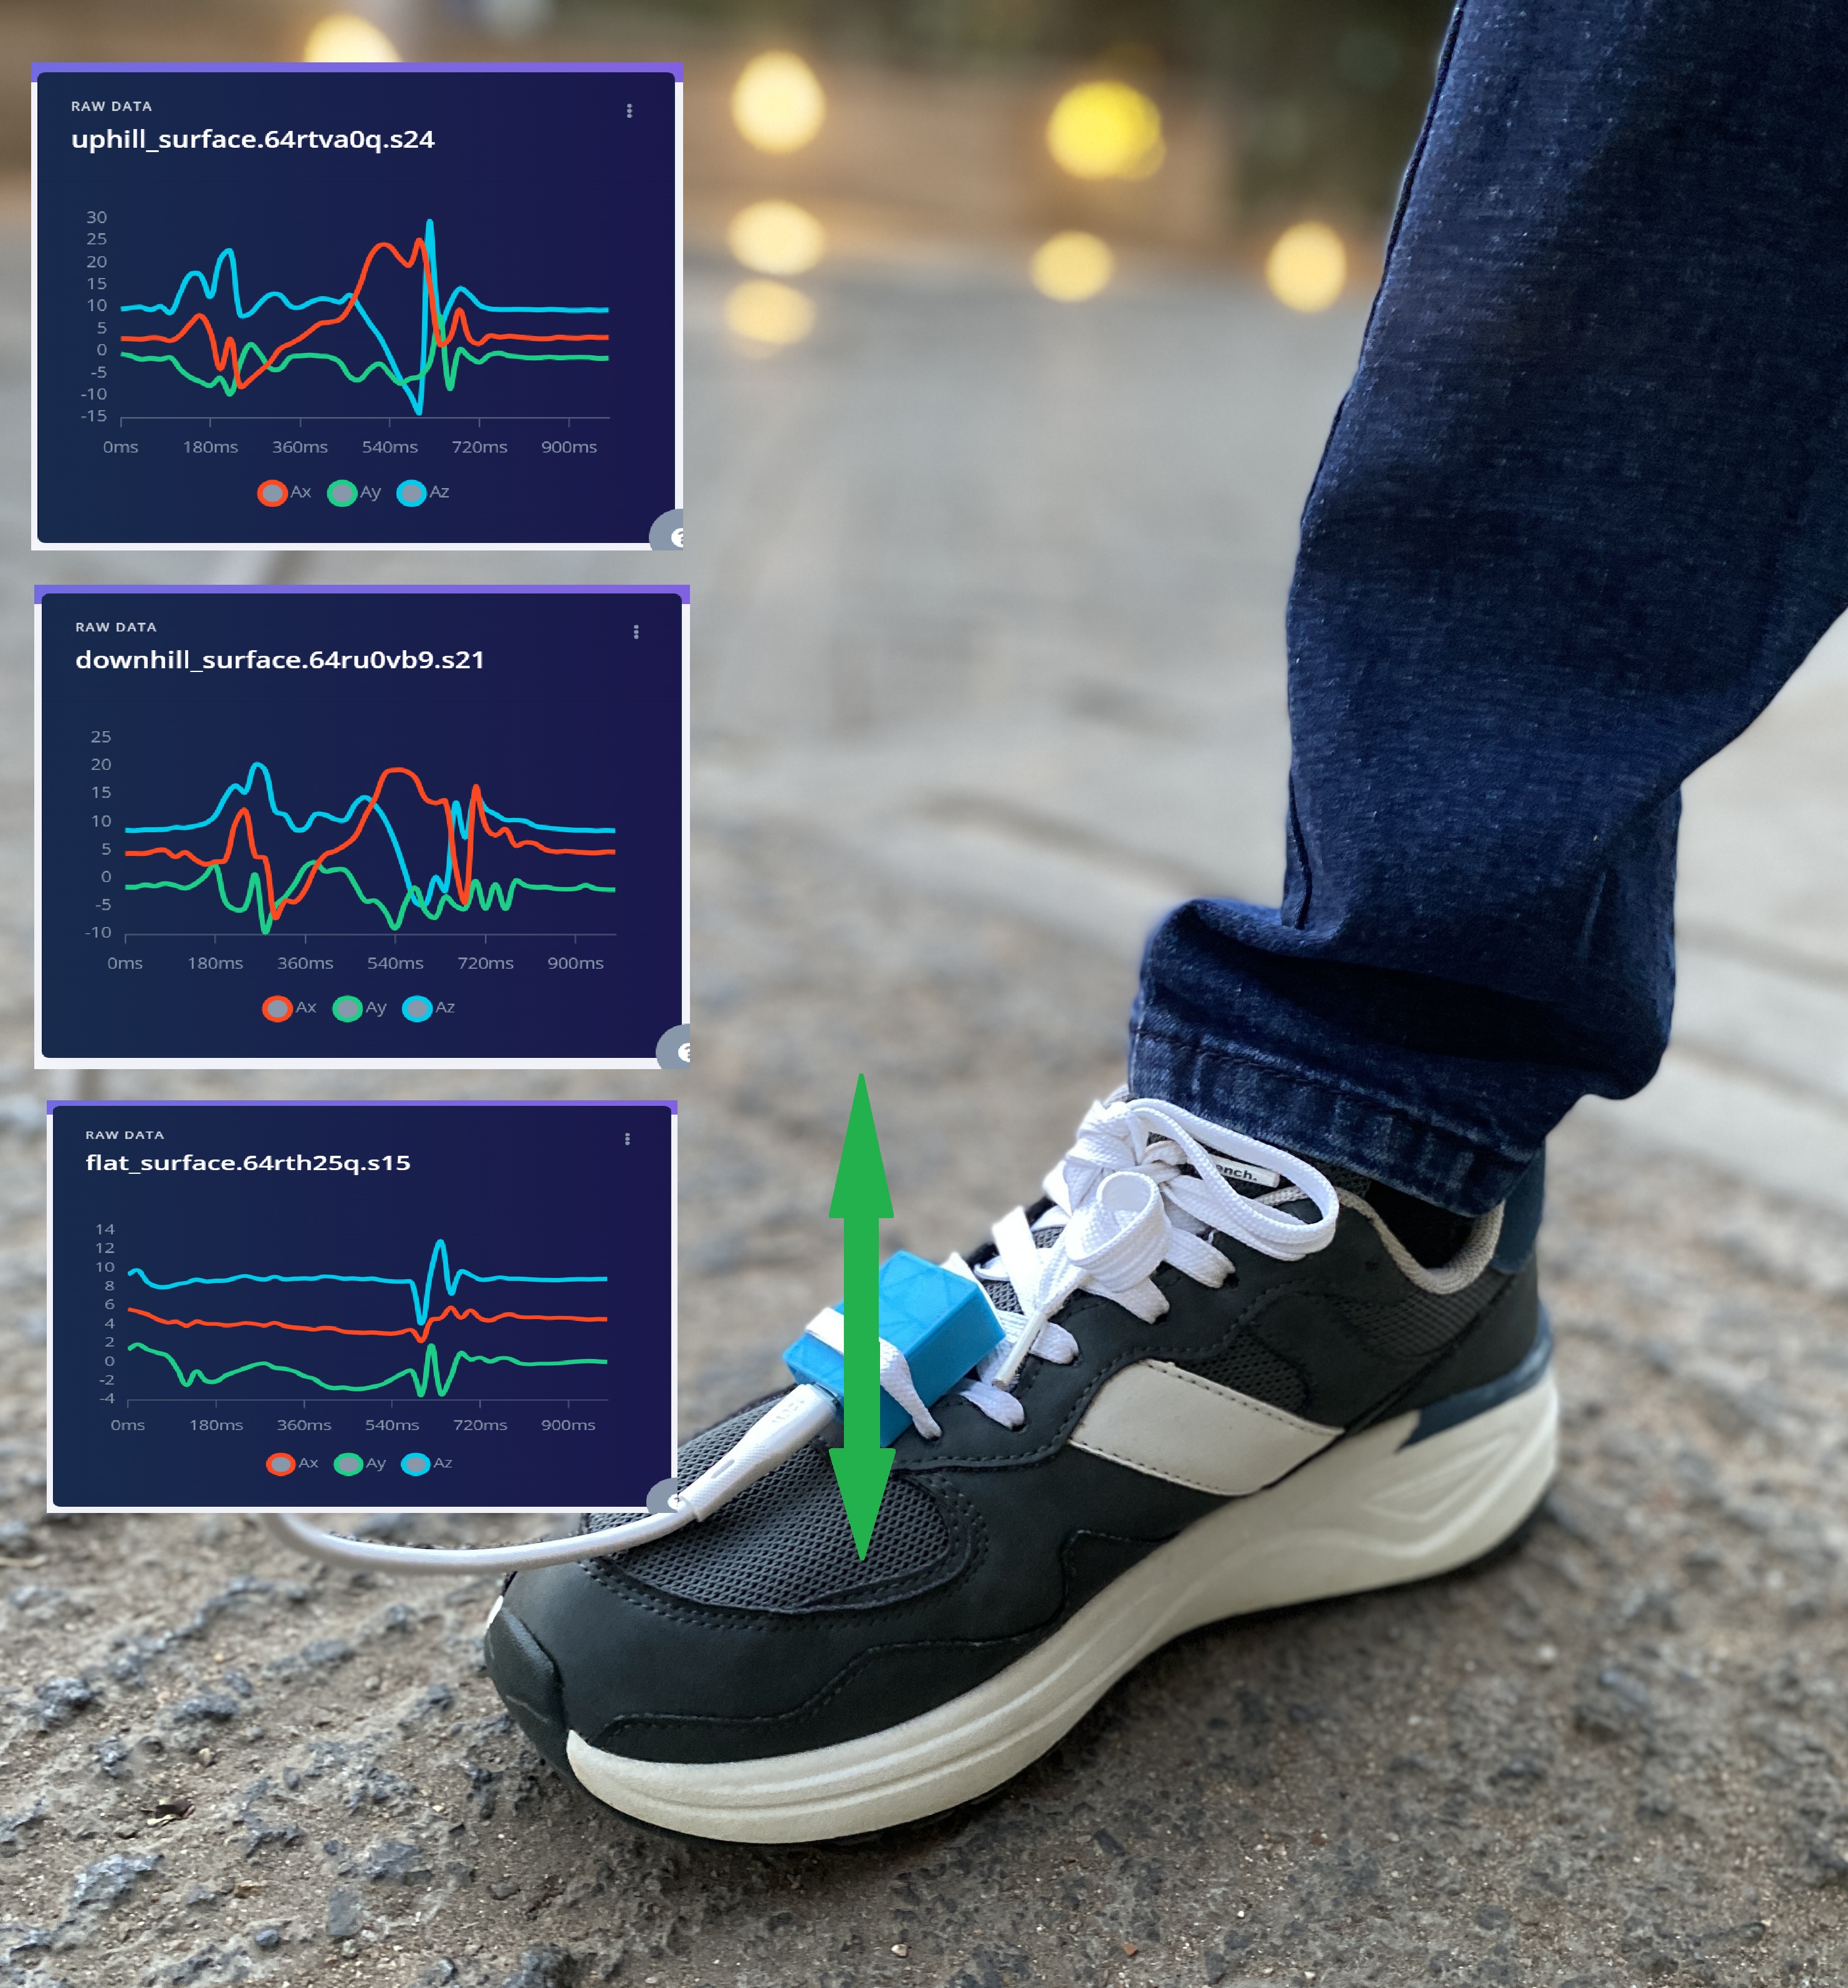 RAW DATA
uphill_surface.64rtva0q.s24
30
25
20
15
10
5
0
-5
-10
-15
0ms 180ms 360ms 540ms 720ms 900ms
Ax Ay Az
RAW DATA
downhill_surface.64ru0vb9.s21
25
20
15
10
5
0
-5
-10
0ms 180ms 360ms 540ms 720ms 900ms
Ax Ay Az
RAW DATA
flat_surface.64rth25q.s15
14
12
10
8
6
4
2
0
-2
-4
0ms 180ms 360ms 540ms 720ms 900ms
Ax Ay Az